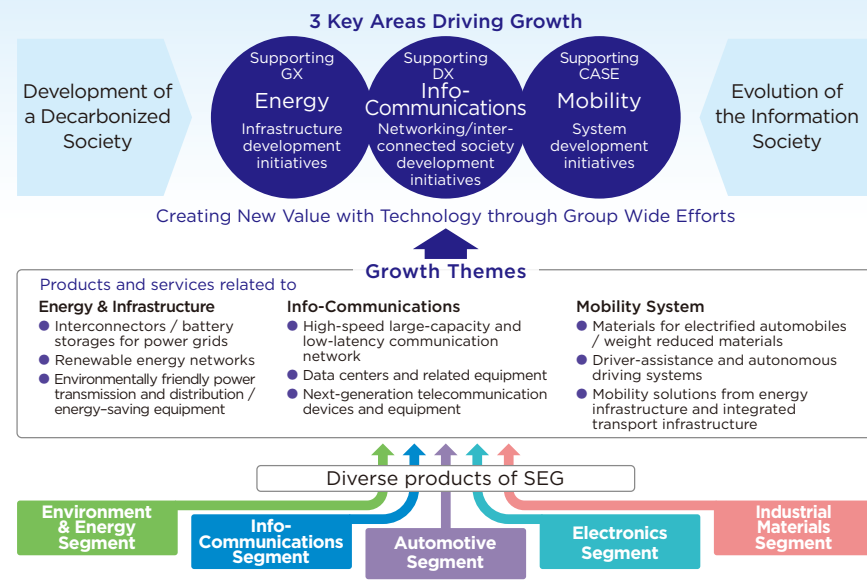 3 Key Areas Driving Growth
Development of
a Decarbonized
Society
Supporting
GX
Energy
Infrastructure
development
initiatives
Supporting
DX
Info-
Communications
Networking/inter-
connected society
development
initiatives
Supporting
CASE
Mobility
System
development
initiatives
Evolution of
the Information
Society
Creating New Value with Technology through Group Wide Efforts
Growth Themes
Products and services related to
Energy & Infrastructure
● Interconnectors / battery
storages for power grids
● Renewable energy networks
● Environmentally friendly power
transmission and distribution /
energy–saving equipment
Info-Communications
● High-speed large-capacity and
low-latency communication
network
● Data centers and related equipment
● Next-generation telecommunication
devices and equipment
Mobility System
● Materials for electrified automobiles
/ weight reduced materials
● Driver-assistance and autonomous
driving systems
● Mobility solutions from energy
infrastructure and integrated
transport infrastructure
Diverse products of SEG
Environment
& Energy
Segment
Info-
Communications
Segment
Automotive
Segment
Electronics
Segment
Industrial
Materials
Segment